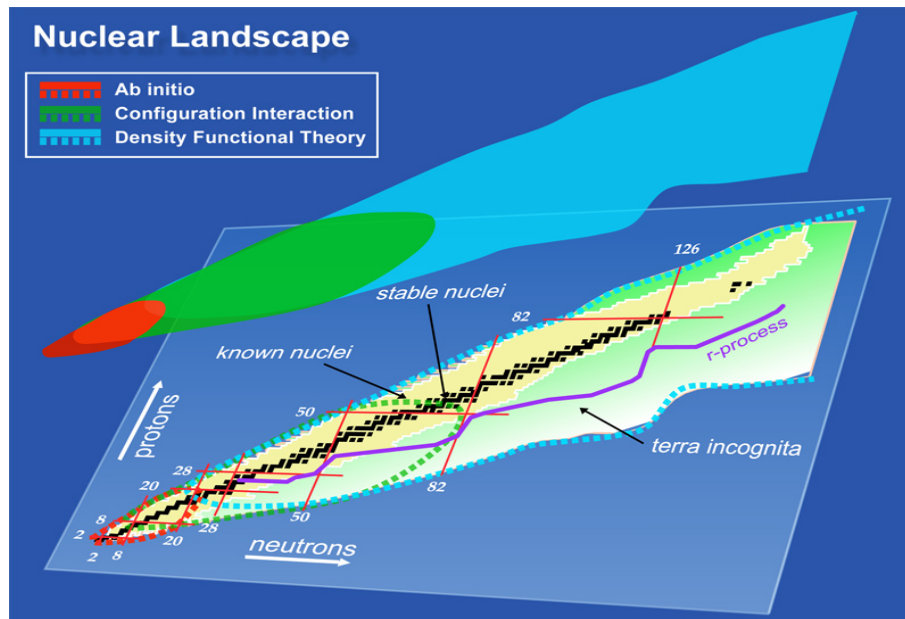 Nuclear Landscape
Ab initio
Configuration Interaction
Density Functional Theory
126
stable nuclei
82
known nuclei
r-process
protons
50
terra incognita
28
20
82
50
8
28
2
20
2
8
neutrons